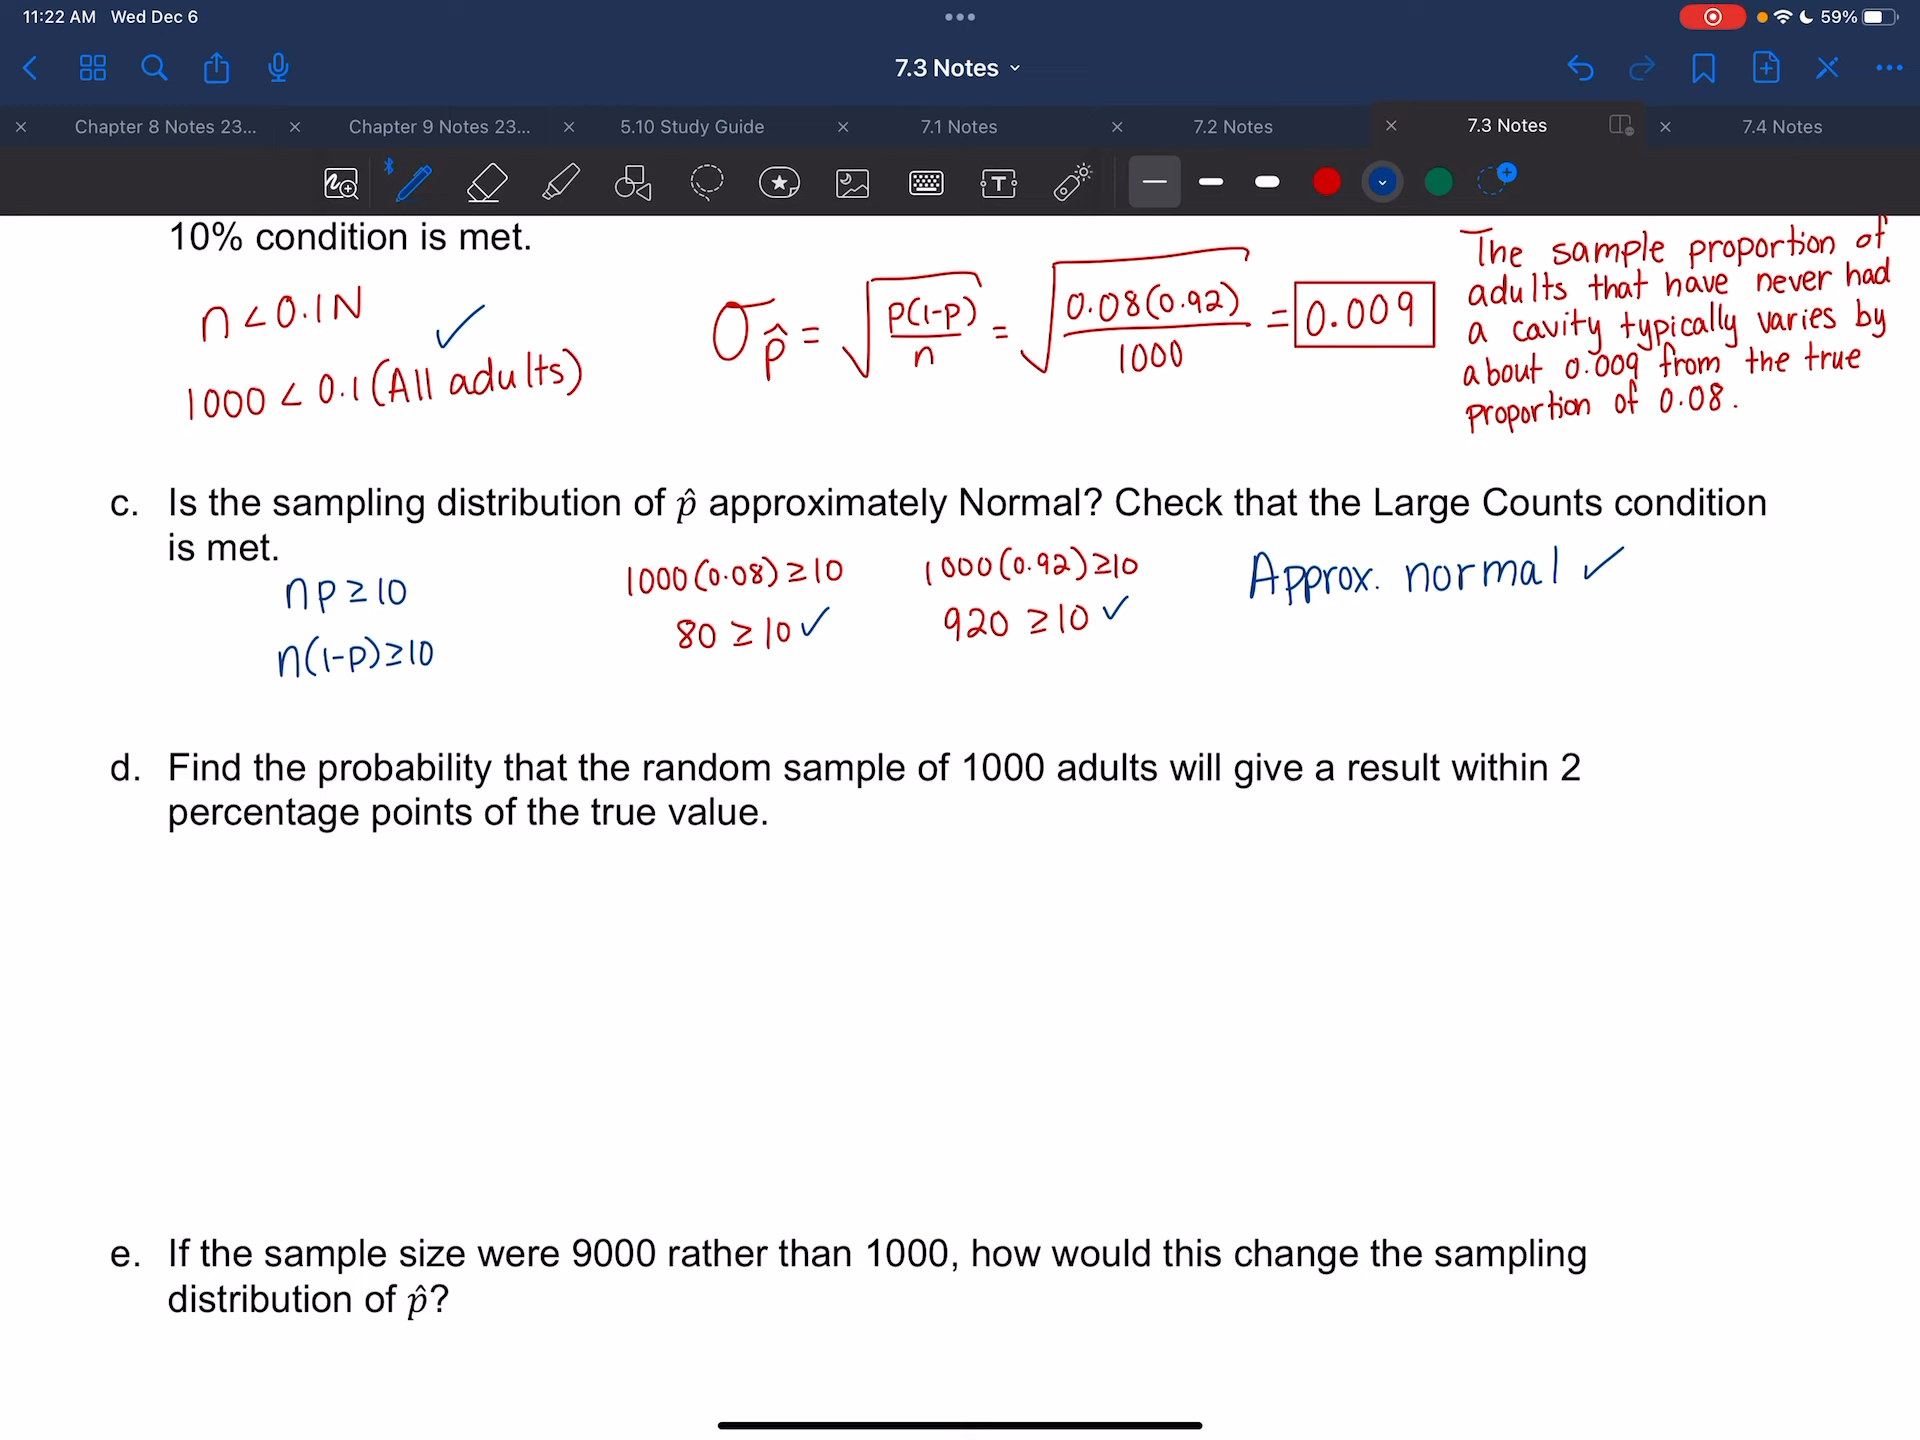 11:22 AM Wed Dec 6
59%
7.3 Notes
Chapter 8 Notes 23... Chapter 9 Notes 23... 5.10 Study Guide 7.1 Notes 7.2 Notes 7.3 Notes 7.4 Notes
10% condition is met.
n < 0.1N
1000 < 0.1 (All adults) ✓
σp̂ = √(p(1-p)/n) = √(0.08(0.92)/1000) = 0.009
The sample proportion of
adults that have never had
a cavity typically varies by
about 0.009 from the true
proportion of 0.08.
c. Is the sampling distribution of p̂ approximately Normal? Check that the Large Counts condition
is met.
np ≥ 10
n(1-p) ≥ 10
1000(0.08) ≥ 10
80 ≥ 10 ✓
1000(0.92) ≥ 10
920 ≥ 10 ✓
Approx. normal ✓
d. Find the probability that the random sample of 1000 adults will give a result within 2
percentage points of the true value.
e. If the sample size were 9000 rather than 1000, how would this change the sampling
distribution of p̂?